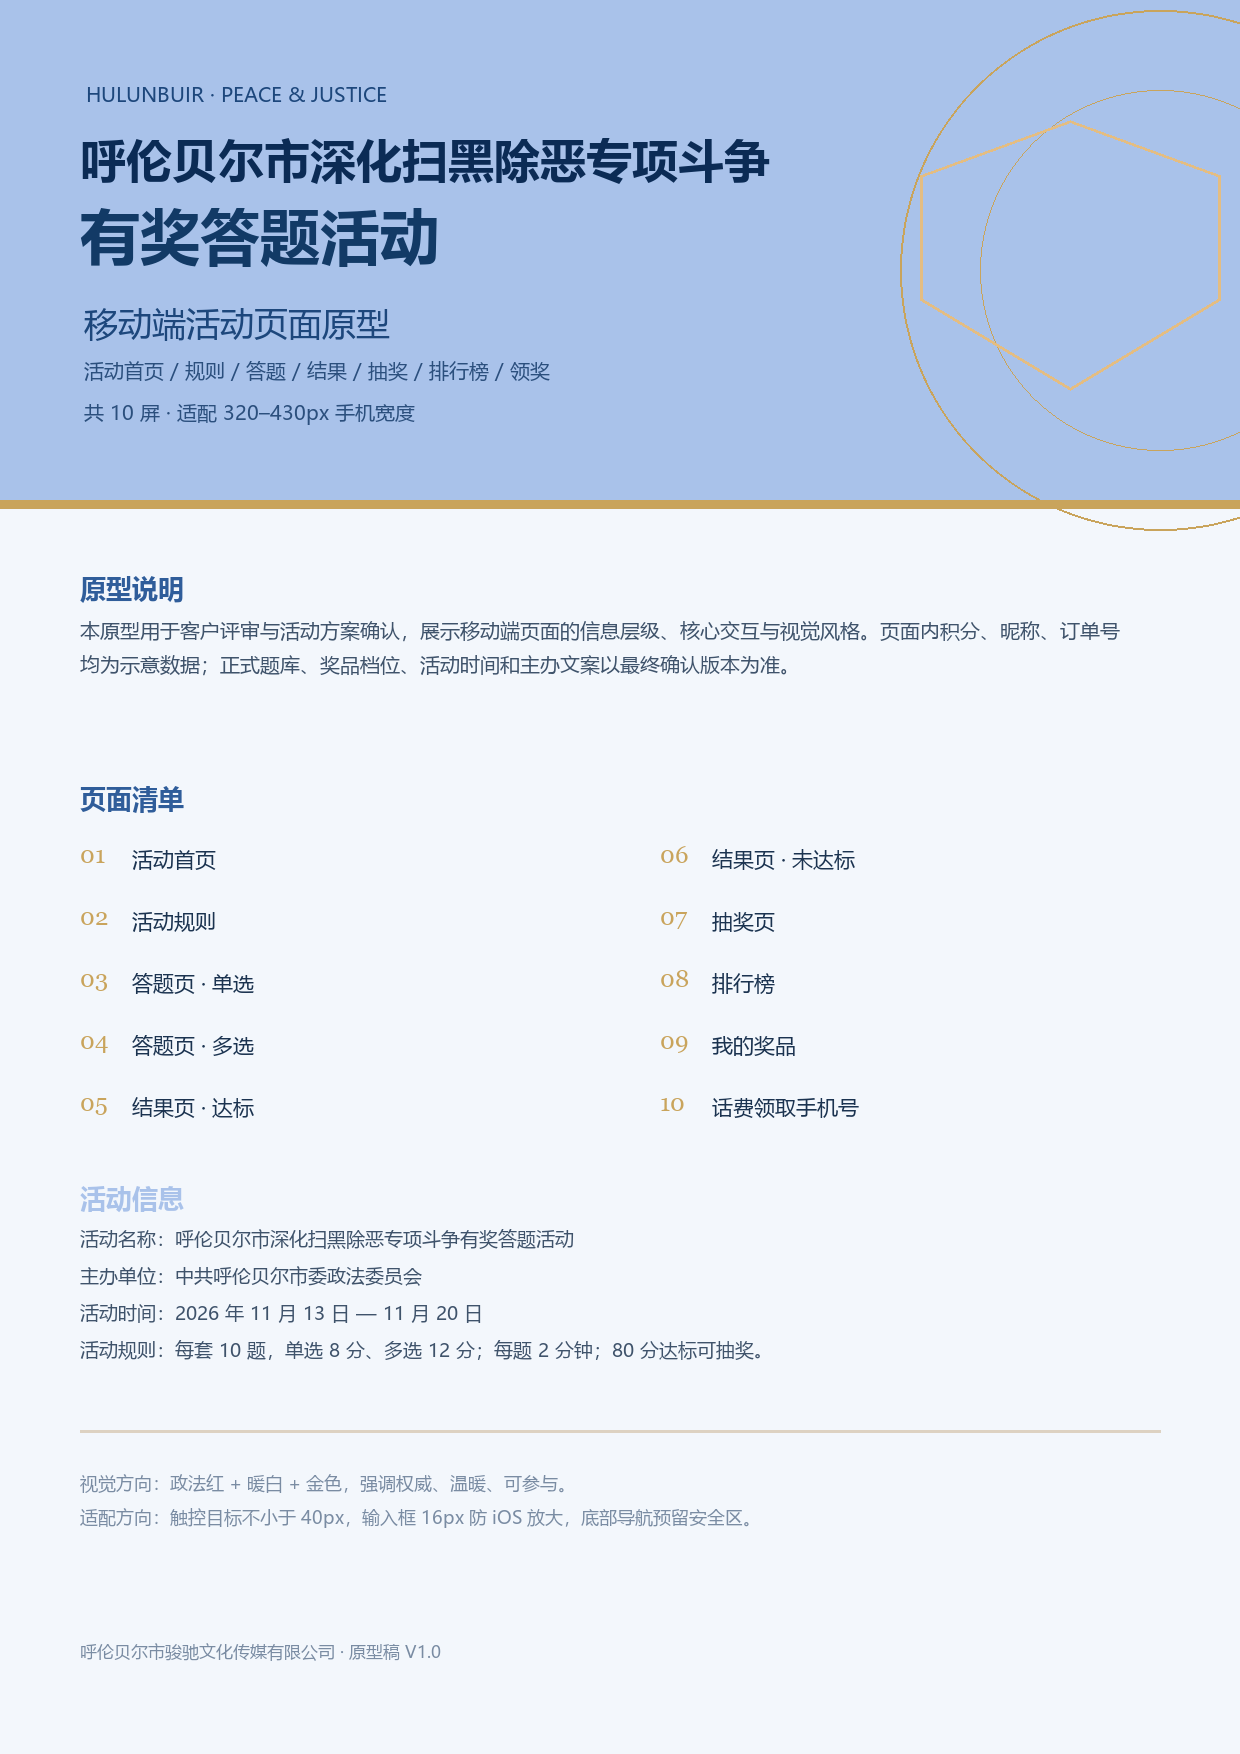 HULUNBUIR · PEACE & JUSTICE
呼伦贝尔市深化扫黑除恶专项斗争
有奖答题活动
移动端活动页面原型
活动首页 / 规则 / 答题 / 结果 / 抽奖 / 排行榜 / 领奖
共 10 屏 · 适配 320–430px 手机宽度
原型说明
本原型用于客户评审与活动方案确认，展示移动端页面的信息层级、核心交互与视觉风格。页面内积分、昵称、订单号
均为示意数据；正式题库、奖品档位、活动时间和主办文案以最终确认版本为准。
页面清单
01 活动首页
02 活动规则
03 答题页 · 单选
04 答题页 · 多选
05 结果页 · 达标
06 结果页 · 未达标
07 抽奖页
08 排行榜
09 我的奖品
10 话费领取手机号
活动信息
活动名称：呼伦贝尔市深化扫黑除恶专项斗争有奖答题活动
主办单位：中共呼伦贝尔市委政法委员会
活动时间：2026 年 11 月 13 日 — 11 月 20 日
活动规则：每套 10 题，单选 8 分、多选 12 分；每题 2 分钟；80 分达标可抽奖。
视觉方向：政法红 + 暖白 + 金色，强调权威、温暖、可参与。
适配方向：触控目标不小于 40px，输入框 16px 防 iOS 放大，底部导航预留安全区。
呼伦贝尔市骏驰文化传媒有限公司 · 原型稿 V1.0